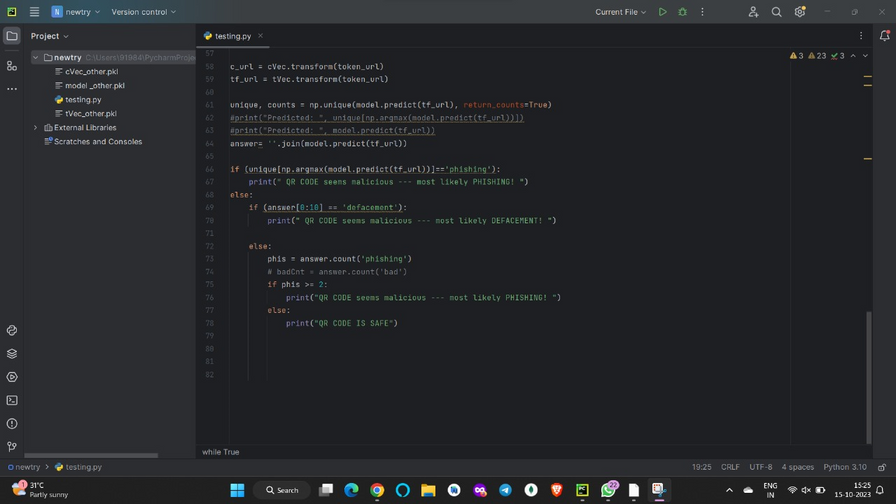 N newtry Version control Current File
Project testing.py
newtry C:\Users\91984\PycharmProject
cVec_other.pkl
model _other.pkl
testing.py
tVec_other.pkl
External Libraries
Scratches and Consoles
3 23 3
57
58 c_url = cVec.transform(token_url)
59 tf_url = tVec.transform(token_url)
60
61 unique, counts = np.unique(model.predict(tf_url), return_counts=True)
62 #print("Predicted: ", unique[np.argmax(model.predict(tf_url))])
63 #print("Predicted: ", model.predict(tf_url))
64 answer= ''.join(model.predict(tf_url))
65
66 if (unique[np.argmax(model.predict(tf_url))]=='phishing'):
67 print(" QR CODE seems malicious --- most likely PHISHING! ")
68 else:
69 if (answer[0:10] == 'defacement'):
70 print(" QR CODE seems malicious --- most likely DEFACEMENT! ")
71
72 else:
73 phis = answer.count('phishing')
74 # badCnt = answer.count('bad')
75 if phis >= 2:
76 print("QR CODE seems malicious --- most likely PHISHING! ")
77 else:
78 print("QR CODE IS SAFE")
79
80
81
82
while True
newtry testing.py 19:25 CRLF UTF-8 4 spaces Python 3.10
1 31°C
Partly sunny
Search
22
ENG
IN
15:25
15-10-2023